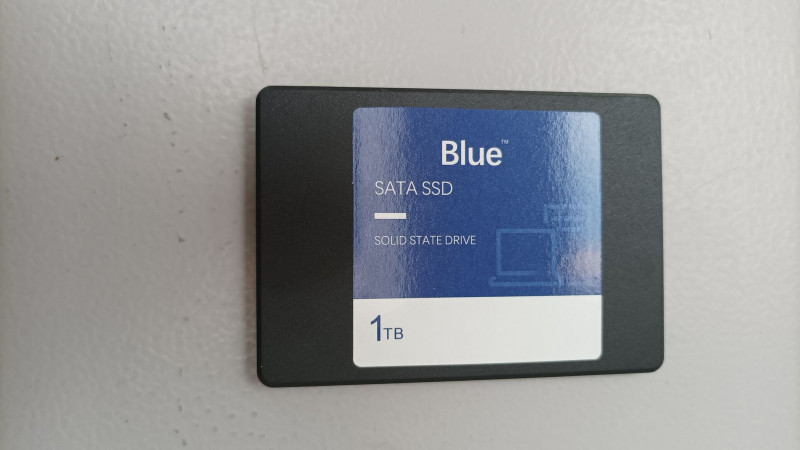 Blue™
SATA SSD
SOLID STATE DRIVE
1TB